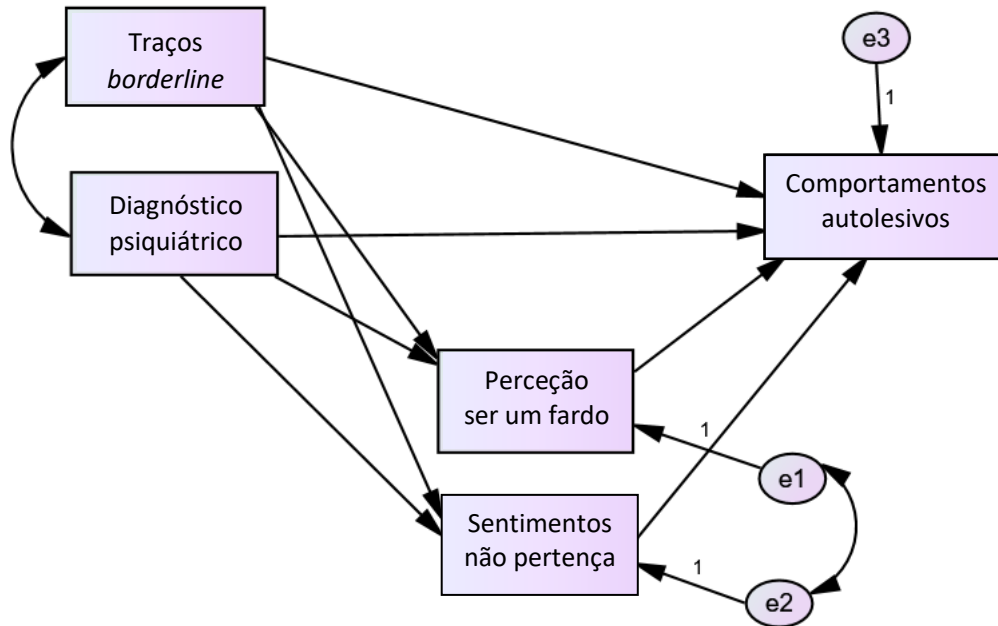 Traços
borderline
e3
1
Diagnóstico
psiquiátrico
Comportamentos
autolesivos
Perceção
ser um fardo
1
e1
Sentimentos
não pertença
1
e2